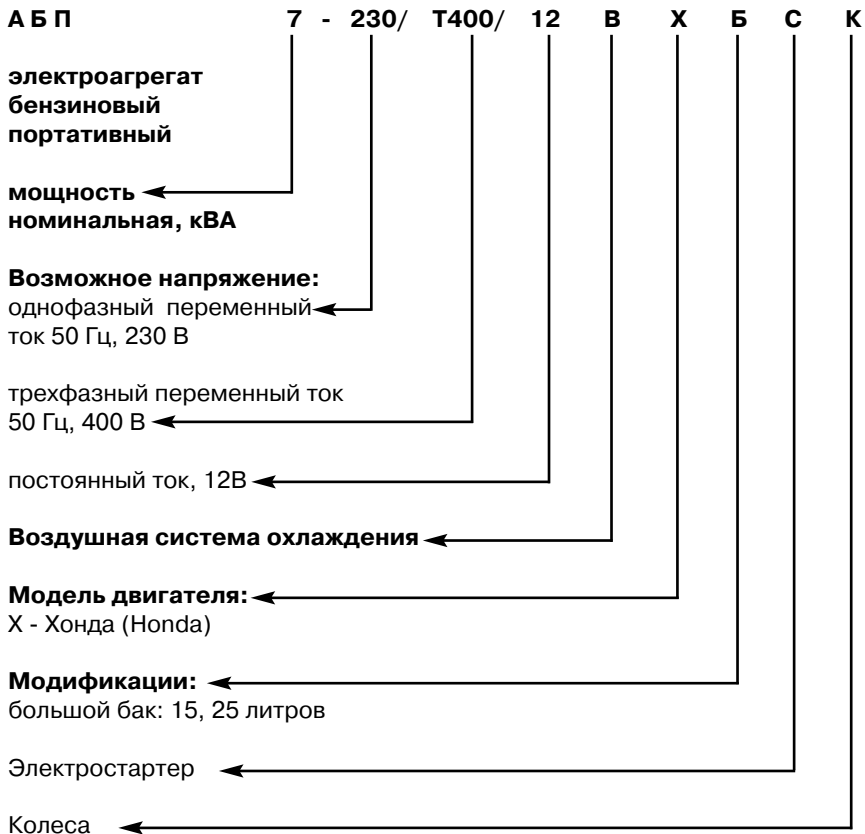 А Б П 7 - 230/ Т400/ 12 В Х Б С К
электроагрегат
бензиновый
портативный
мощность
номинальная, кВА
Возможное напряжение:
однофазный переменный
ток 50 Гц, 230 В
трехфазный переменный ток
50 Гц, 400 В
постоянный ток, 12В
Воздушная система охлаждения
Модель двигателя:
Х - Хонда (Honda)
Модификации:
большой бак: 15, 25 литров
Электростартер
Колеса